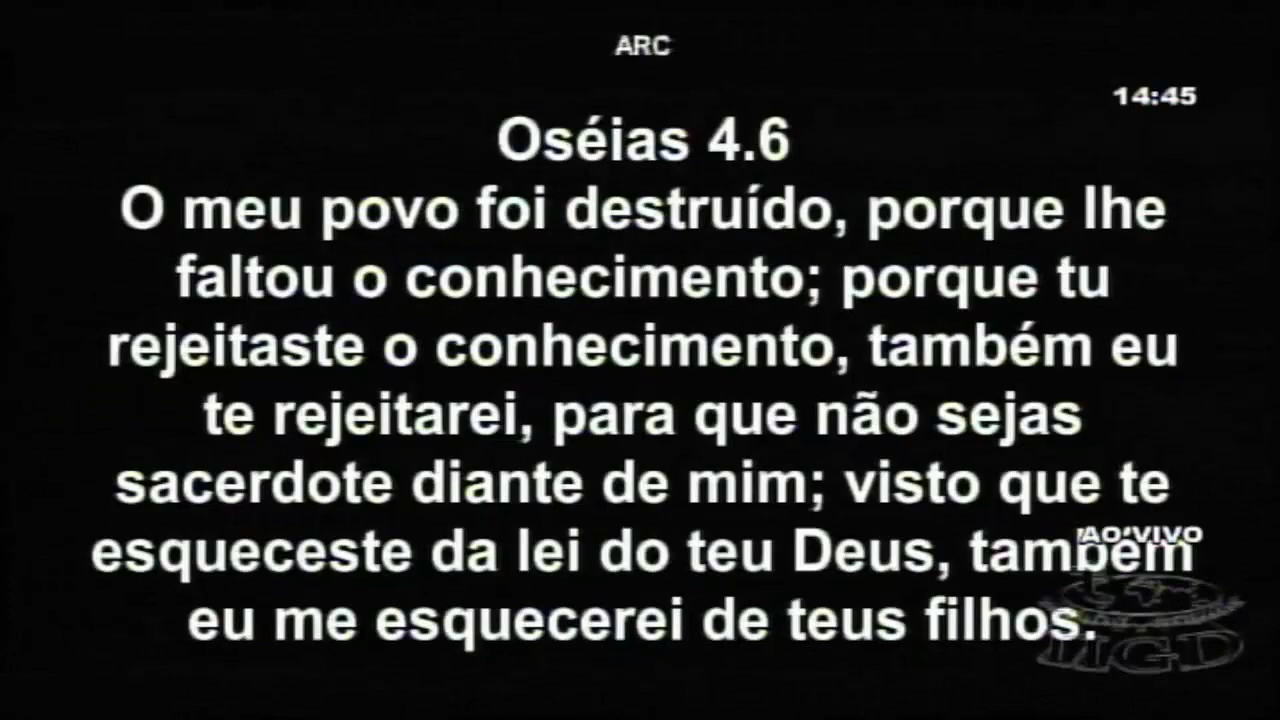 ARC
14:45
Oséias 4.6
O meu povo foi destruído, porque lhe
faltou o conhecimento; porque tu
rejeitaste o conhecimento, também eu
te rejeitarei, para que não sejas
sacerdote diante de mim; visto que te
esqueceste da lei do teu Deus, também
eu me esquecerei de teus filhos.
AO VIVO
IIGD